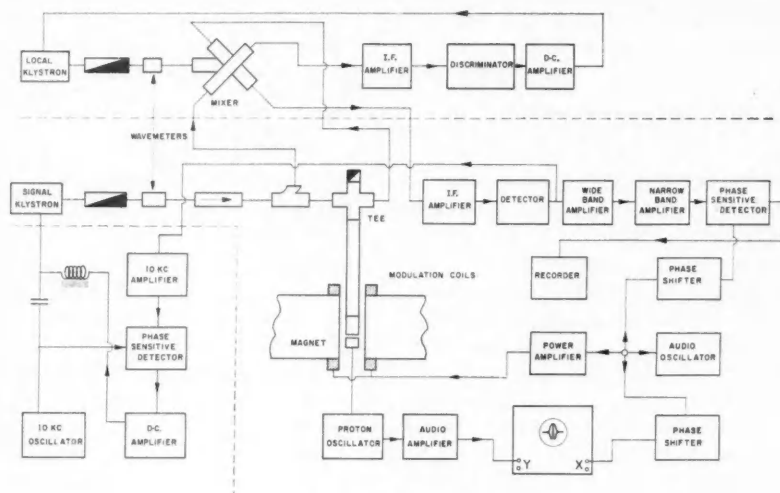 LOCAL
KLYSTRON
MIXER
I.F.
AMPLIFIER
DISCRIMINATOR
D-C.
AMPLIFIER
WAVEMETERS
SIGNAL
KLYSTRON
TEE
I.F.
AMPLIFIER
DETECTOR
WIDE
BAND
AMPLIFIER
NARROW
BAND
AMPLIFIER
PHASE
SENSITIVE
DETECTOR
10 KC
AMPLIFIER
MODULATION COILS
RECORDER
PHASE
SHIFTER
PHASE
SENSITIVE
DETECTOR
MAGNET
POWER
AMPLIFIER
AUDIO
OSCILLATOR
10 KC
OSCILLATOR
D-C.
AMPLIFIER
PROTON
OSCILLATOR
AUDIO
AMPLIFIER
Y
X
PHASE
SHIFTER